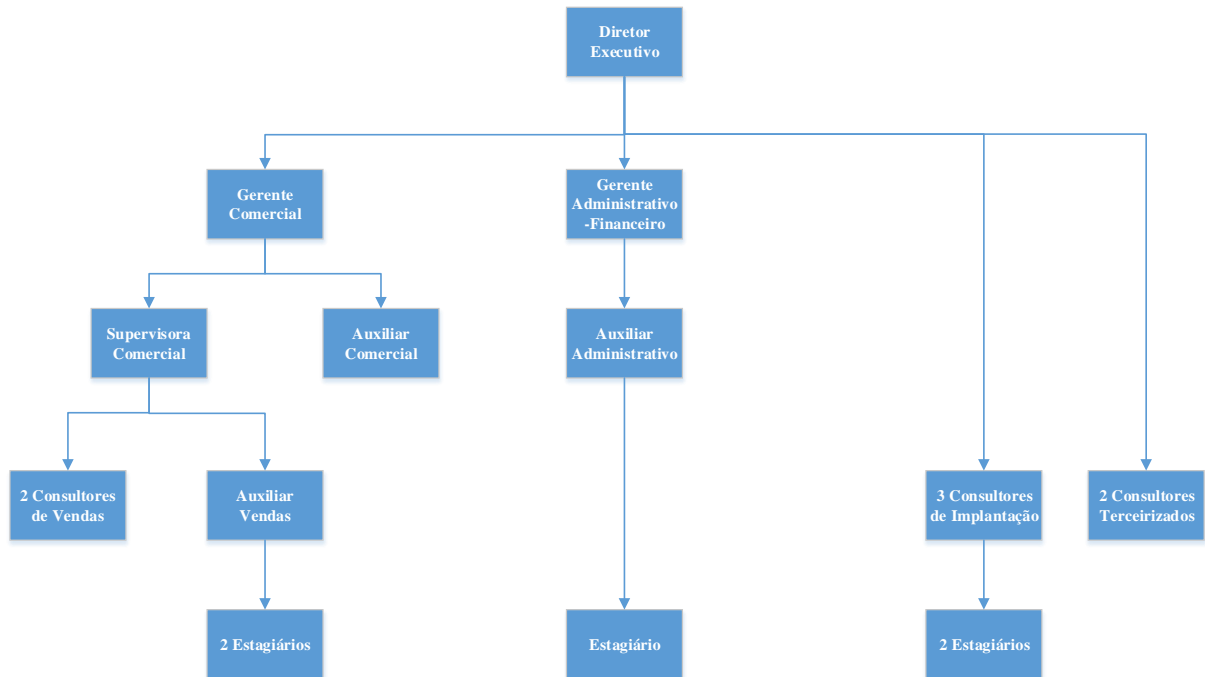 Diretor
Executivo
Gerente
Comercial
Gerente
Administrativo
-Financeiro
Supervisora
Comercial
Auxiliar
Comercial
Auxiliar
Administrativo
2 Consultores
de Vendas
Auxiliar
Vendas
3 Consultores
de Implantação
2 Consultores
Terceirizados
2 Estagiários
Estagiário
2 Estagiários